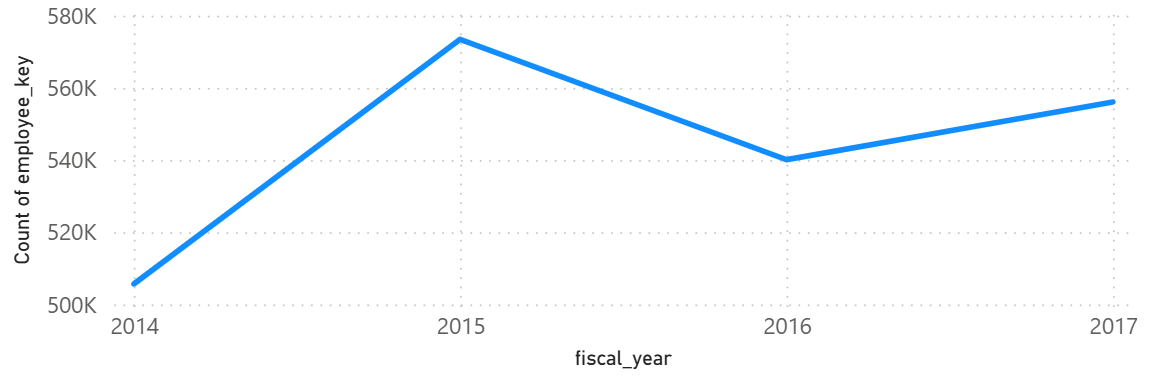 580K
560K
540K
520K
500K
Count of employee_key
2014 2015 2016 2017
fiscal_year